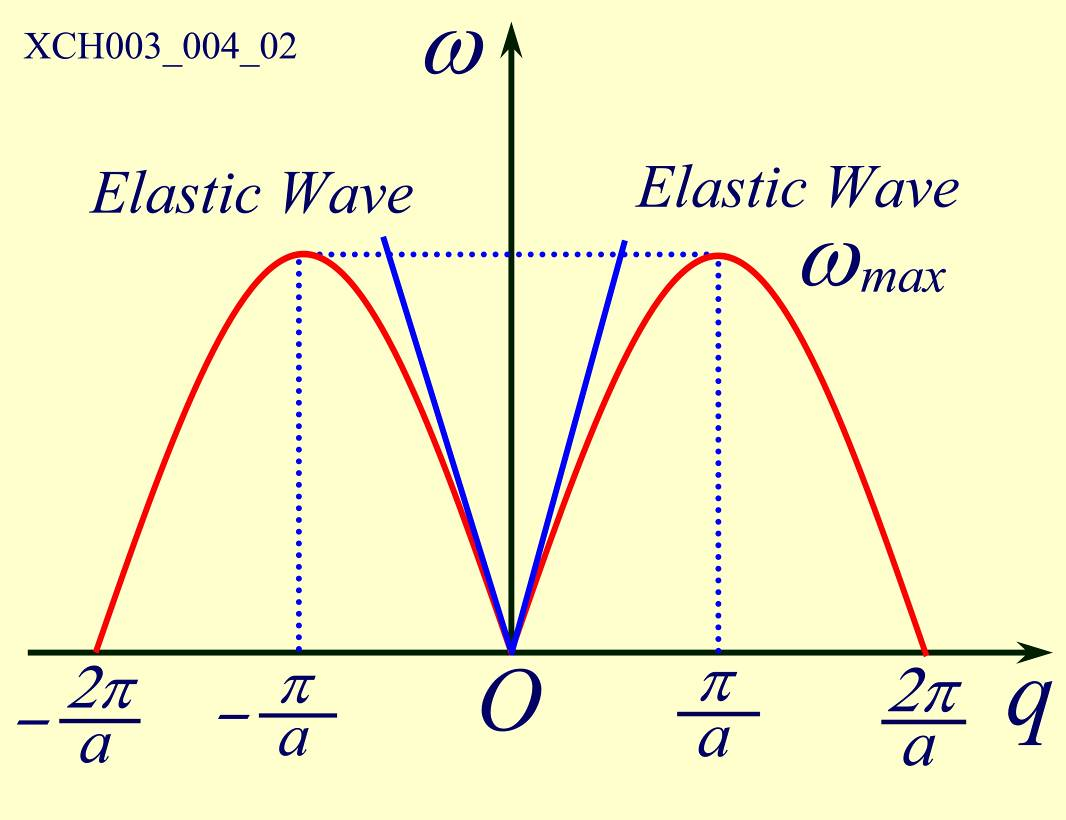 XCH003_004_02
ω
Elastic Wave
Elastic Wave
ωmax
−2π/a
−π/a
O
π/a
2π/a
q